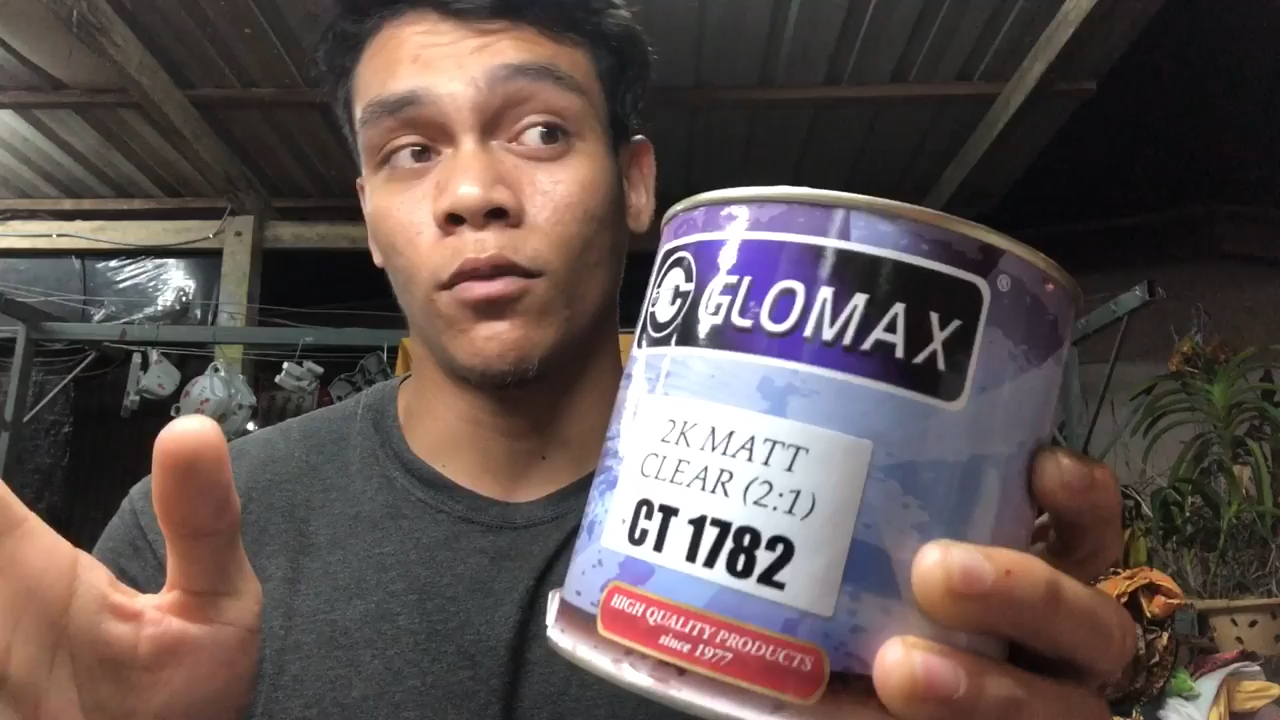 GLOMAX
®
2K MATT
CLEAR (2:1)
CT 1782
HIGH QUALITY PRODUCTS
since 1977